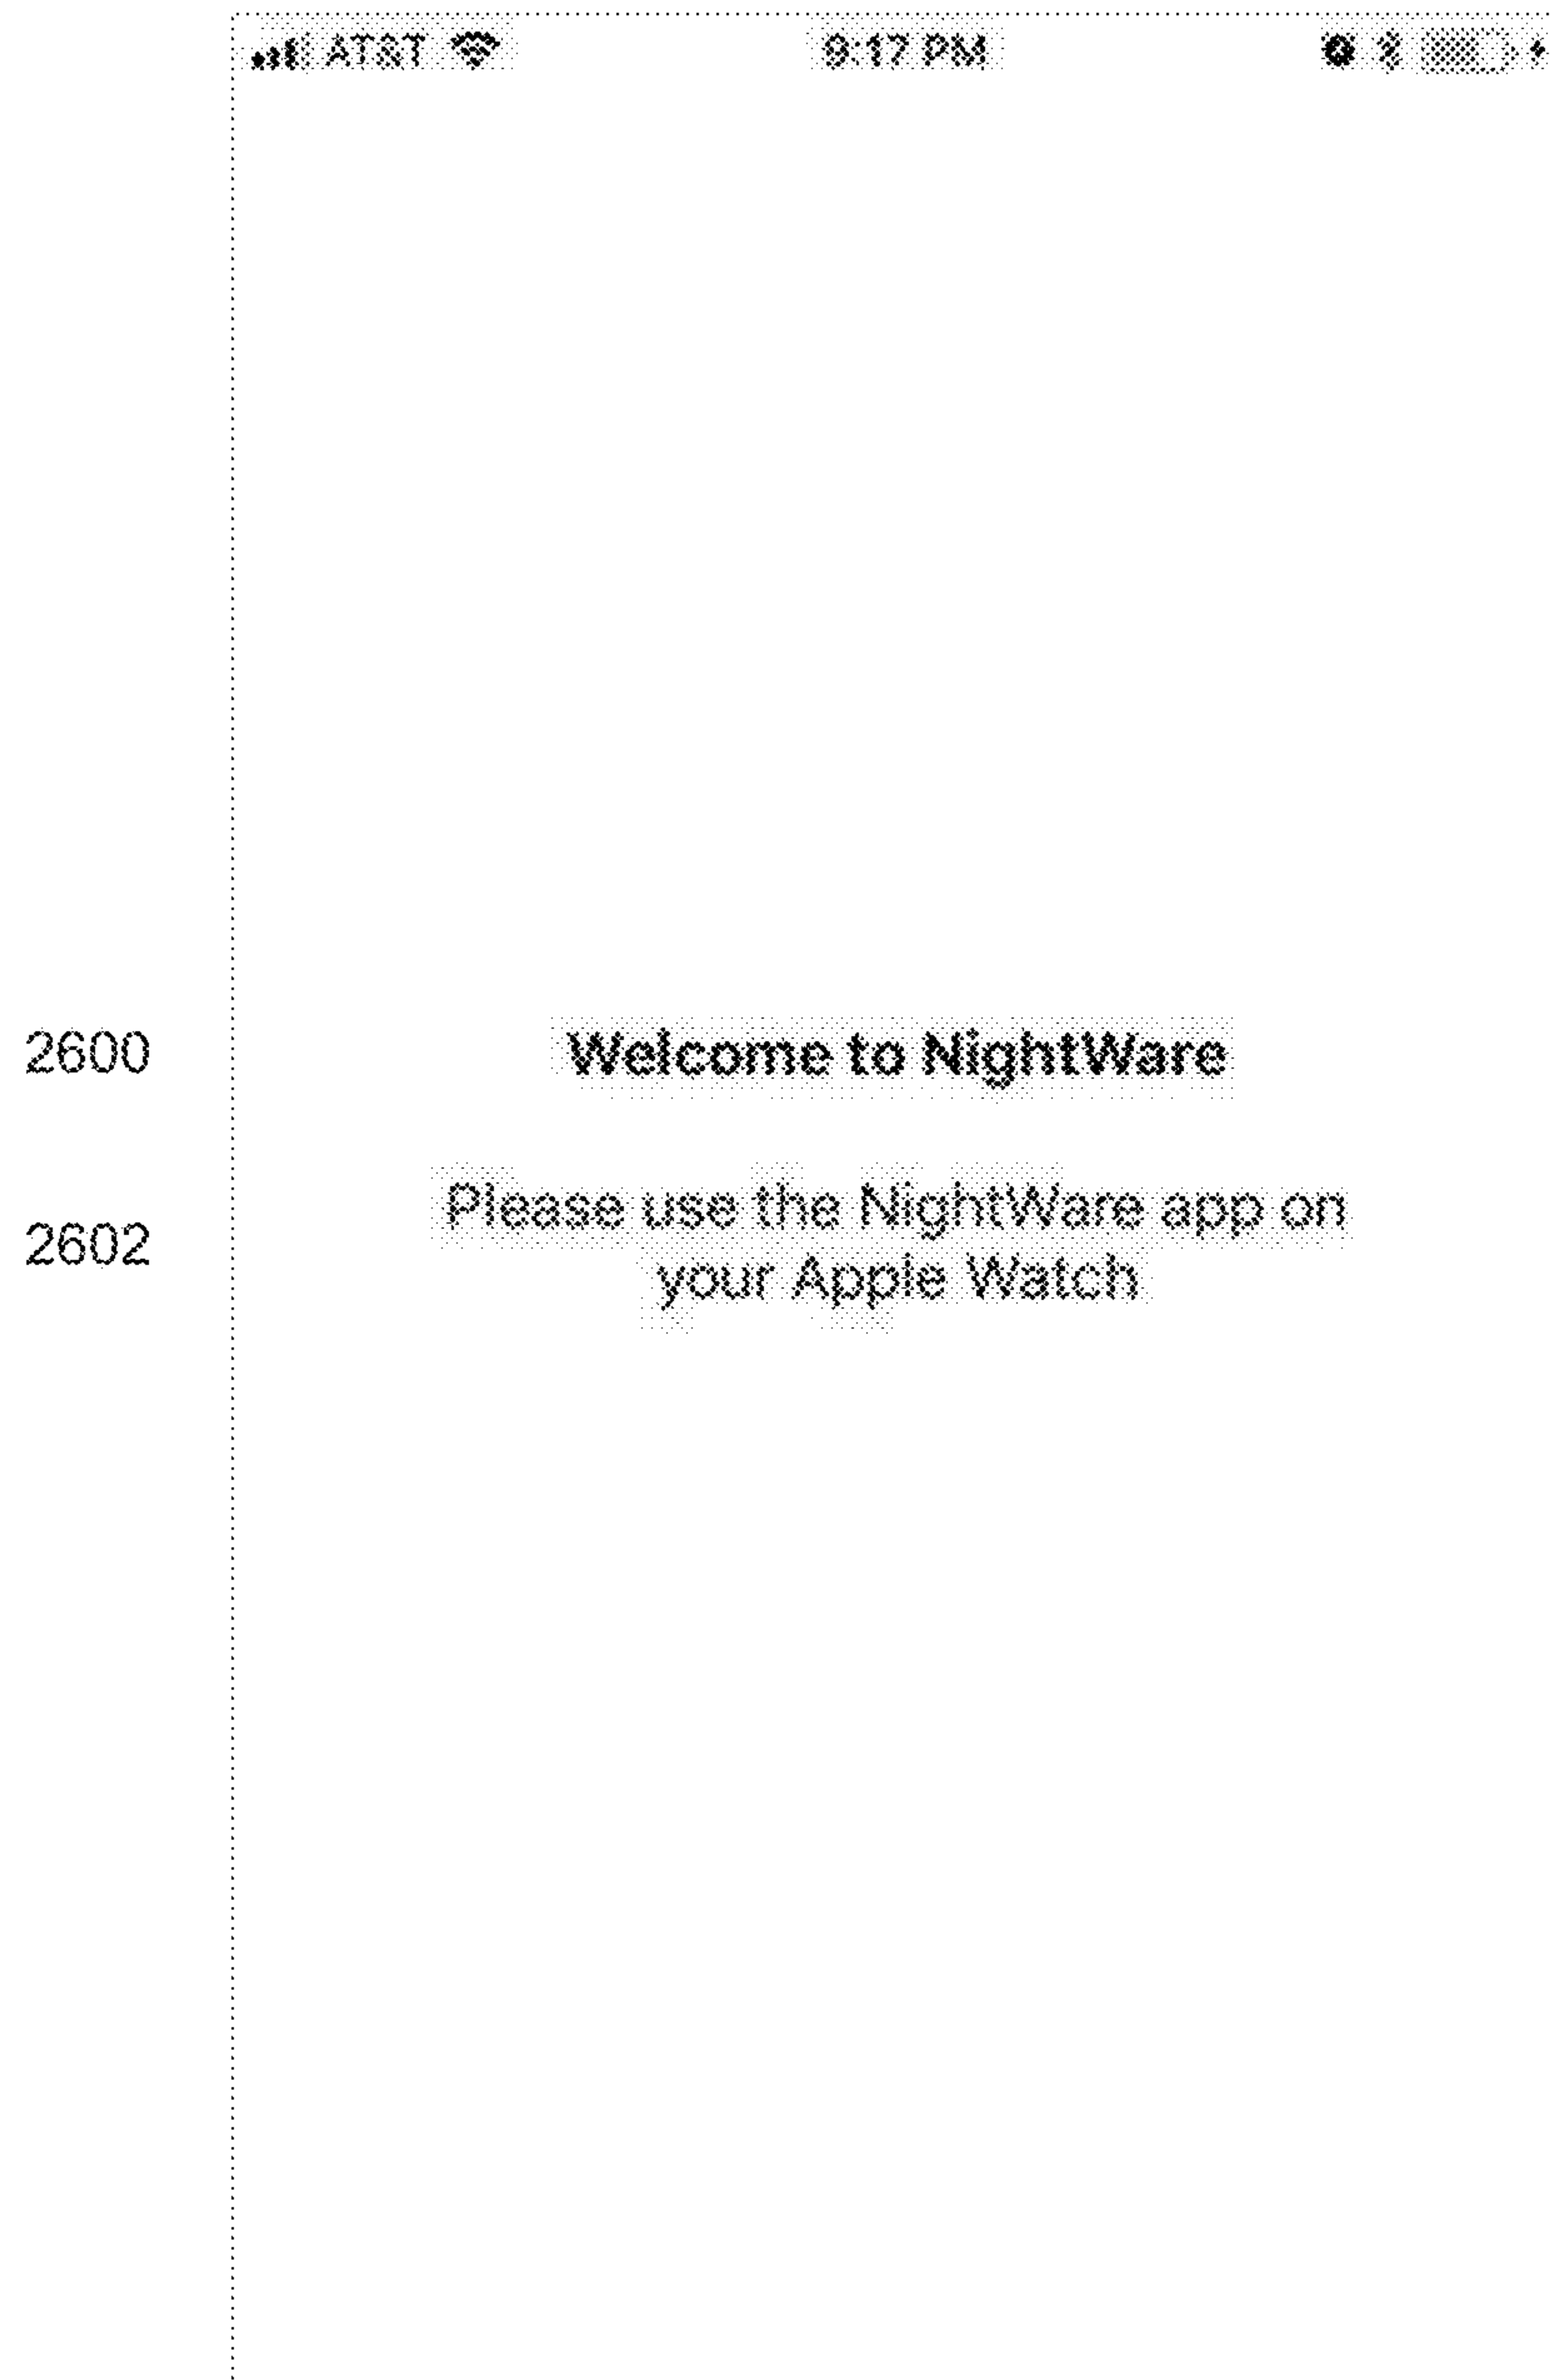 AT&T 9:17 PM
2600 Welcome to NightWare
2602 Please use the NightWare app on
your Apple Watch